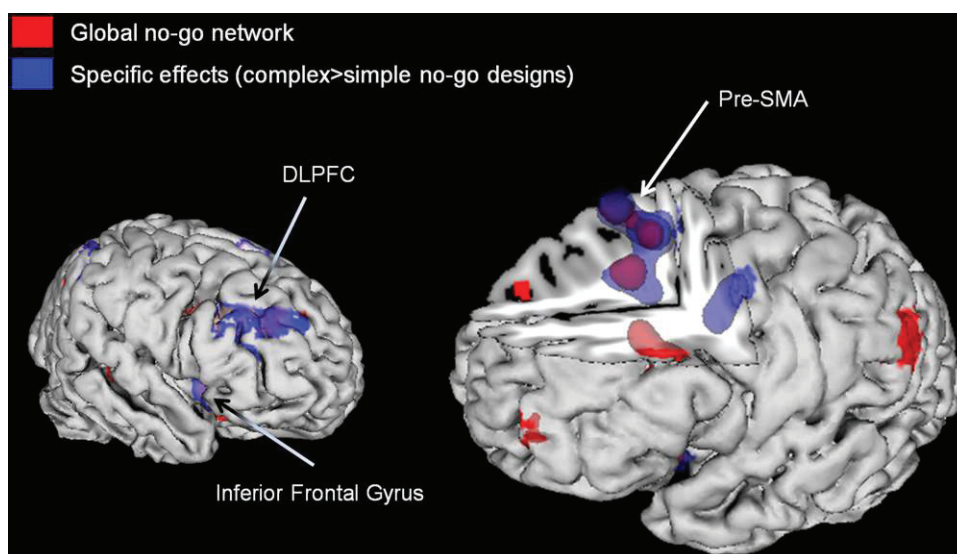 Global no-go network
Specific effects (complex>simple no-go designs)
Pre-SMA
DLPFC
Inferior Frontal Gyrus